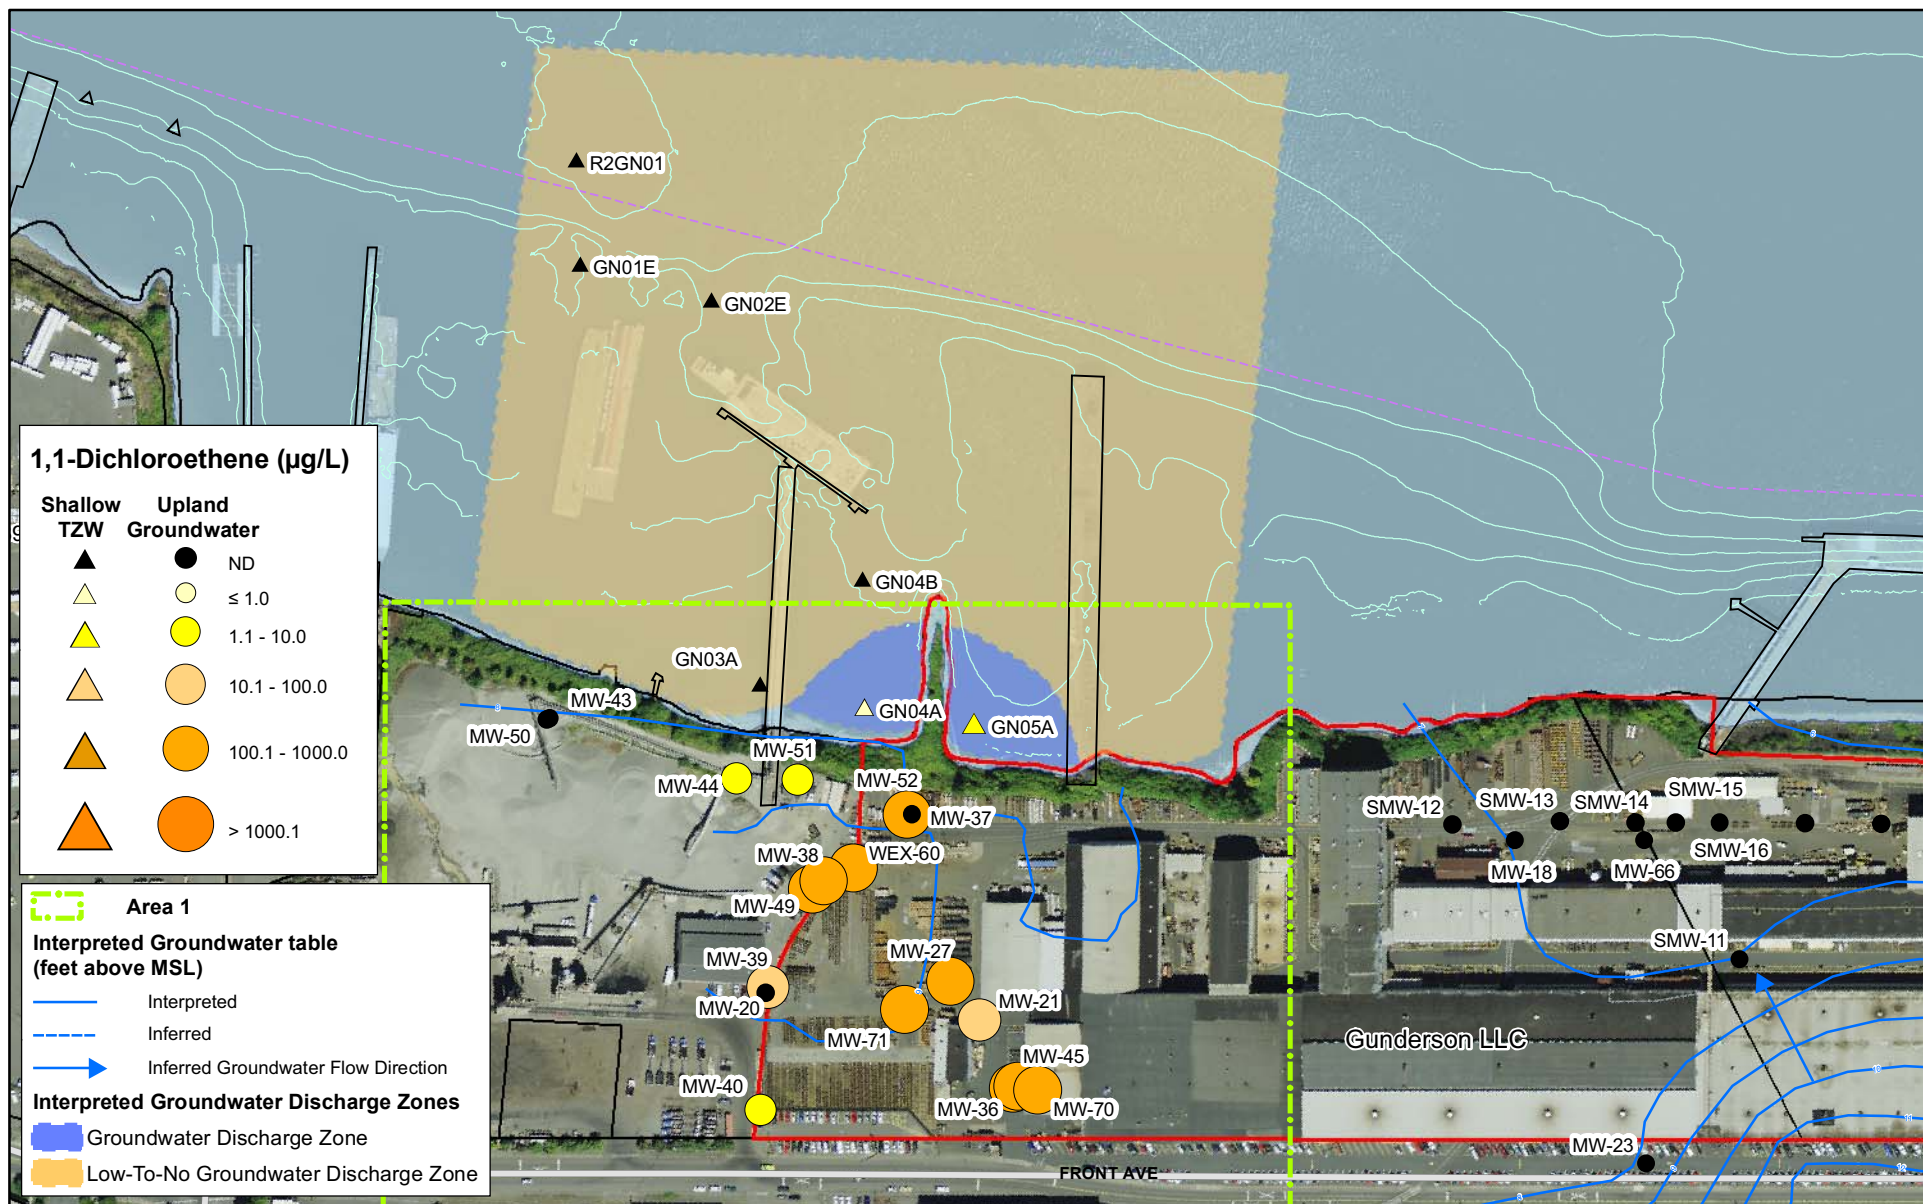 R2GN01
GN01E
GN02E
GN04B
GN03A
GN04A
GN05A
1,1-Dichloroethene (µg/L)
Shallow TZW
Upland Groundwater
ND
≤ 1.0
1.1 - 10.0
10.1 - 100.0
100.1 - 1000.0
> 1000.1
Area 1
Interpreted Groundwater table
(feet above MSL)
Interpreted
Inferred
Inferred Groundwater Flow Direction
Interpreted Groundwater Discharge Zones
Groundwater Discharge Zone
Low-To-No Groundwater Discharge Zone
MW-43
MW-50
MW-51
MW-44
MW-52
MW-37
MW-38
WEX-60
MW-49
MW-39
MW-27
MW-20
MW-21
MW-71
MW-45
MW-40
MW-36
MW-70
SMW-12
SMW-13
SMW-14
SMW-15
SMW-16
MW-18
MW-66
SMW-11
Gunderson LLC
MW-23
FRONT AVE
10
11
12